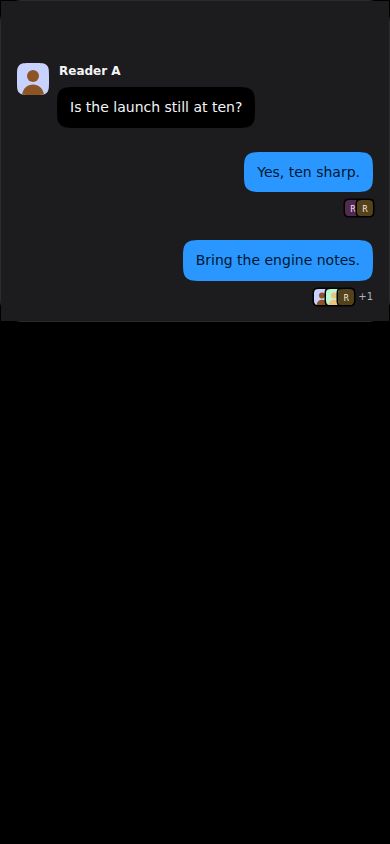 Reader A
Is the launch still at ten?
Yes, ten sharp.
R R
Bring the engine notes.
R +1